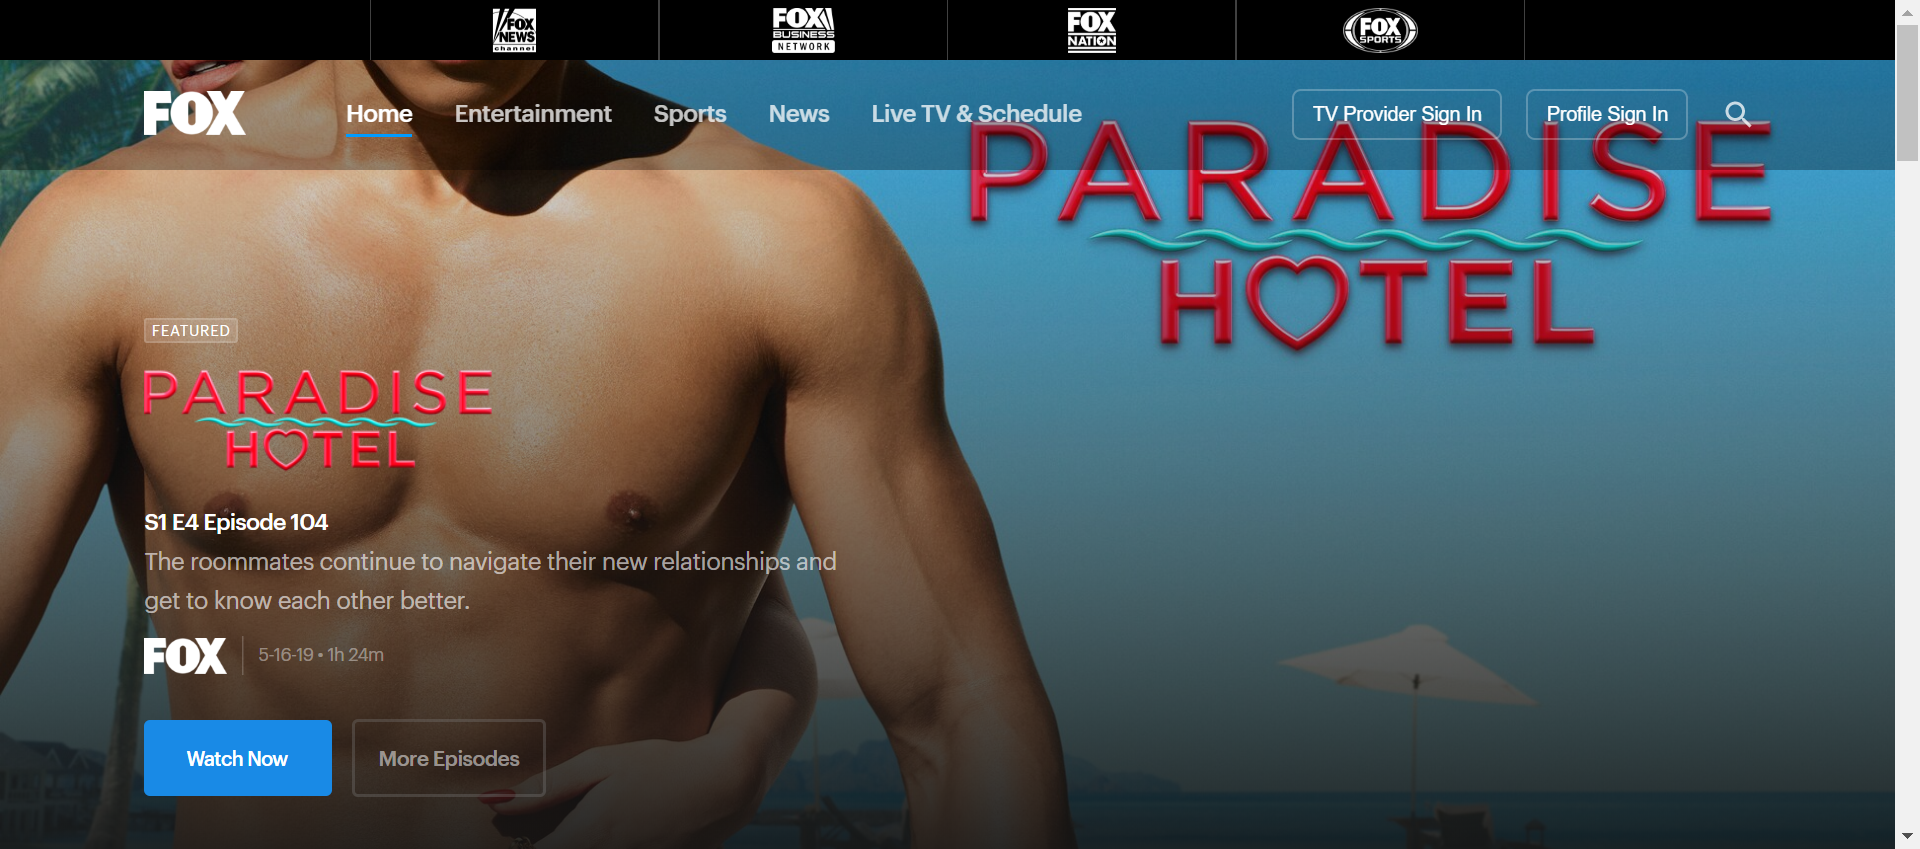 FOX
NEWS
channel
FOX
BUSINESS
NETWORK
FOX
NATION
FOX
SPORTS
FOX
Home
Entertainment
Sports
News
Live TV & Schedule
TV Provider Sign In
Profile Sign In
PARADISE
HOTEL
FEATURED
PARADISE
HOTEL
S1 E4 Episode 104
The roommates continue to navigate their new relationships and
get to know each other better.
FOX
5-16-19 • 1h 24m
Watch Now
More Episodes